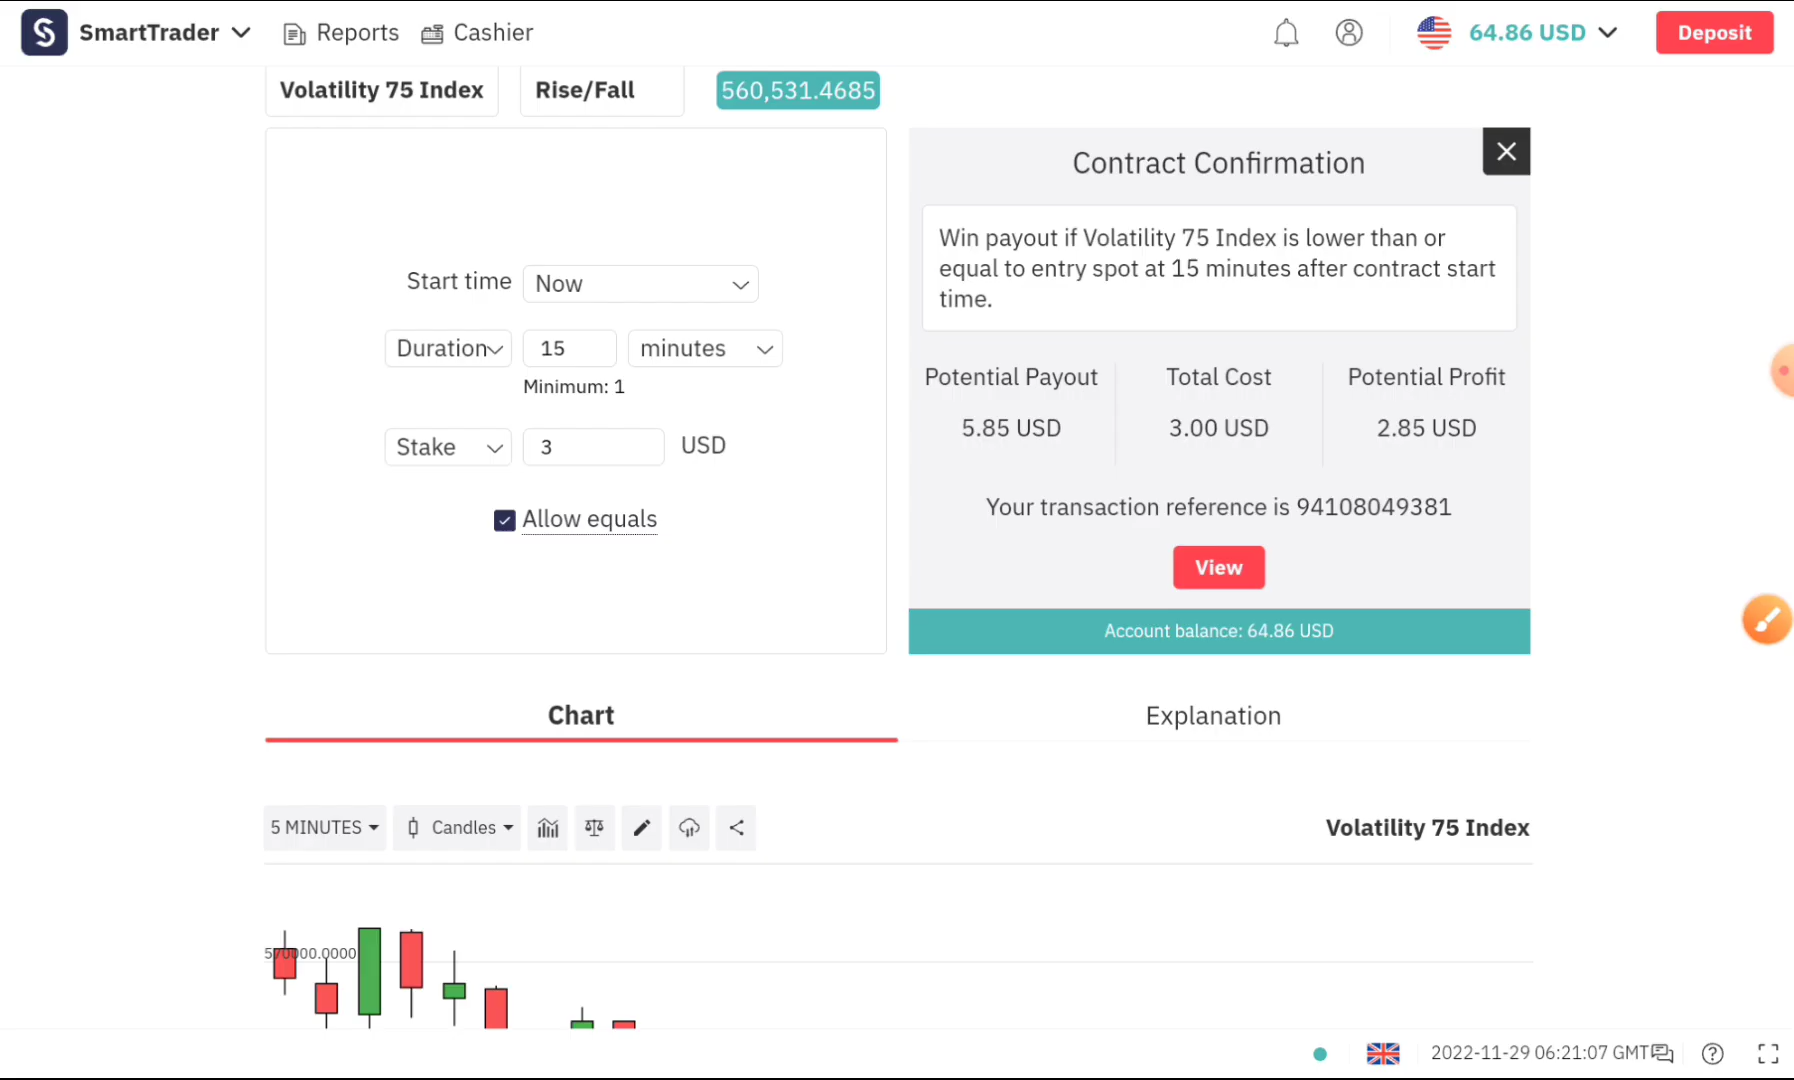 SmartTrader
Reports
Cashier
64.86 USD
Deposit
Volatility 75 Index
Rise/Fall
560,531.4685
Start time
Now
Duration
15
minutes
Minimum: 1
Stake
3
USD
Allow equals
Contract Confirmation
Win payout if Volatility 75 Index is lower than or
equal to entry spot at 15 minutes after contract start
time.
Potential Payout
Total Cost
Potential Profit
5.85 USD
3.00 USD
2.85 USD
Your transaction reference is 94108049381
View
Account balance: 64.86 USD
Chart
Explanation
5 MINUTES
Candles
Volatility 75 Index
570000.0000
2022-11-29 06:21:07 GMT